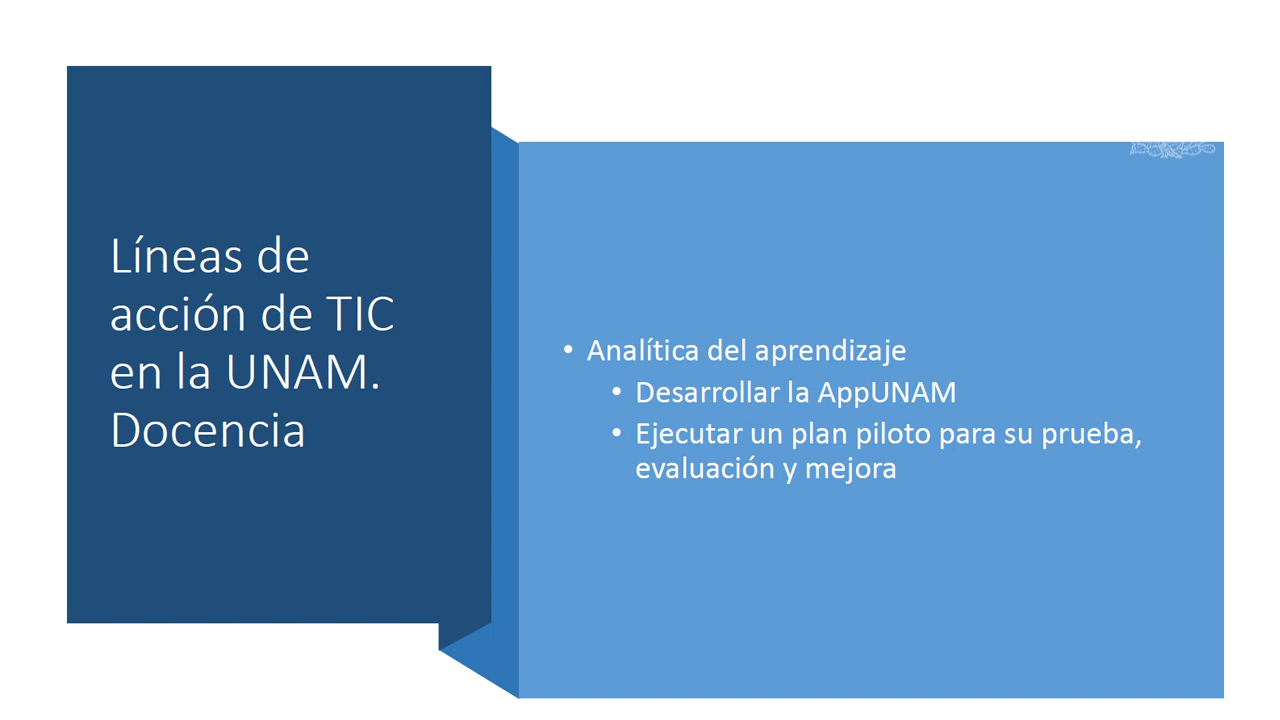 Líneas de
acción de TIC
en la UNAM.
Docencia
• Analítica del aprendizaje
• Desarrollar la AppUNAM
• Ejecutar un plan piloto para su prueba,
evaluación y mejora